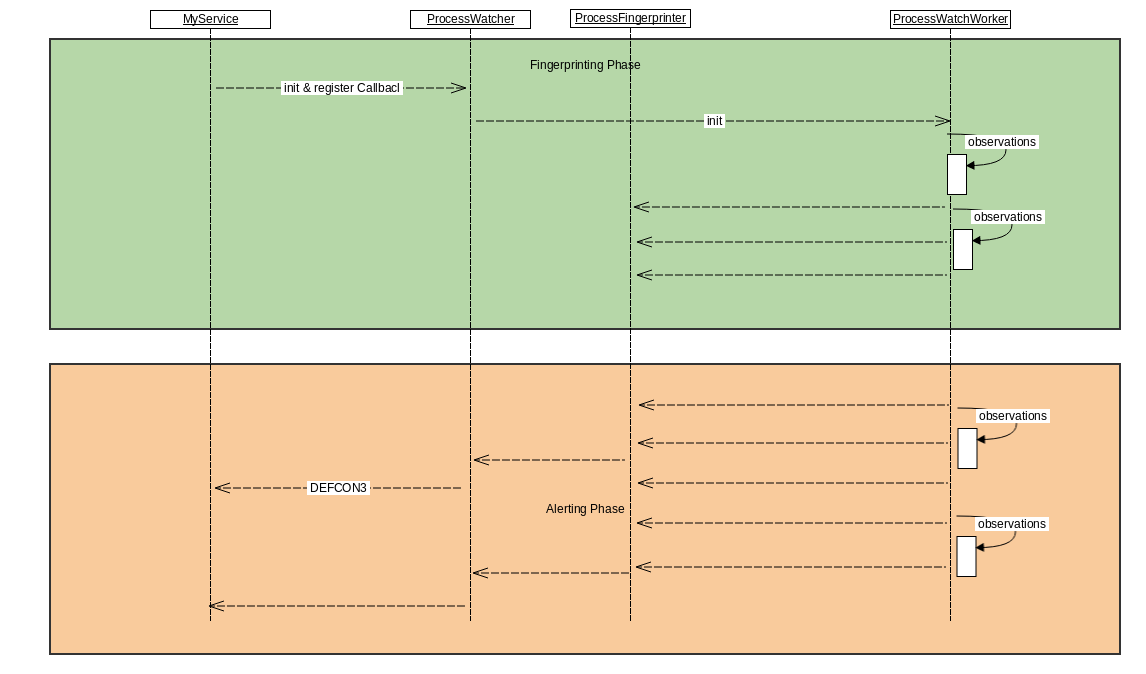 MyService
ProcessWatcher
ProcessFingerprinter
ProcessWatchWorker
Fingerprinting Phase
init & register Callbacl
init
observations
observations
observations
DEFCON3
Alerting Phase
observations